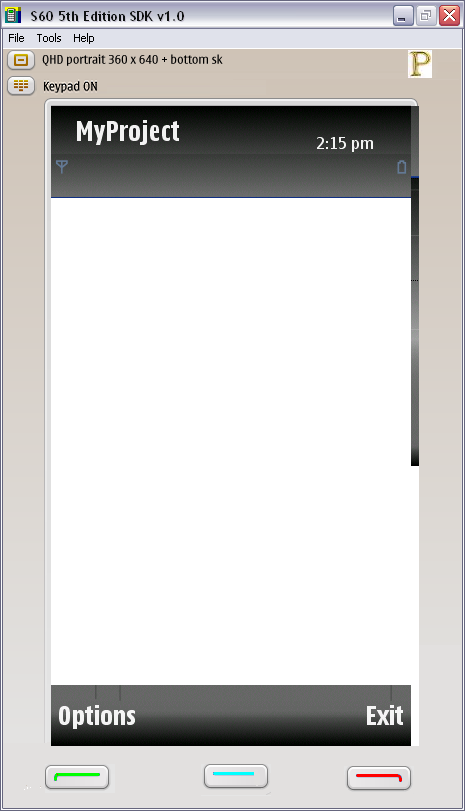 S60 5th Edition SDK v1.0
File Tools Help
QHD portrait 360 x 640 + bottom sk
P
Keypad ON
MyProject
2:15 pm
Options Exit